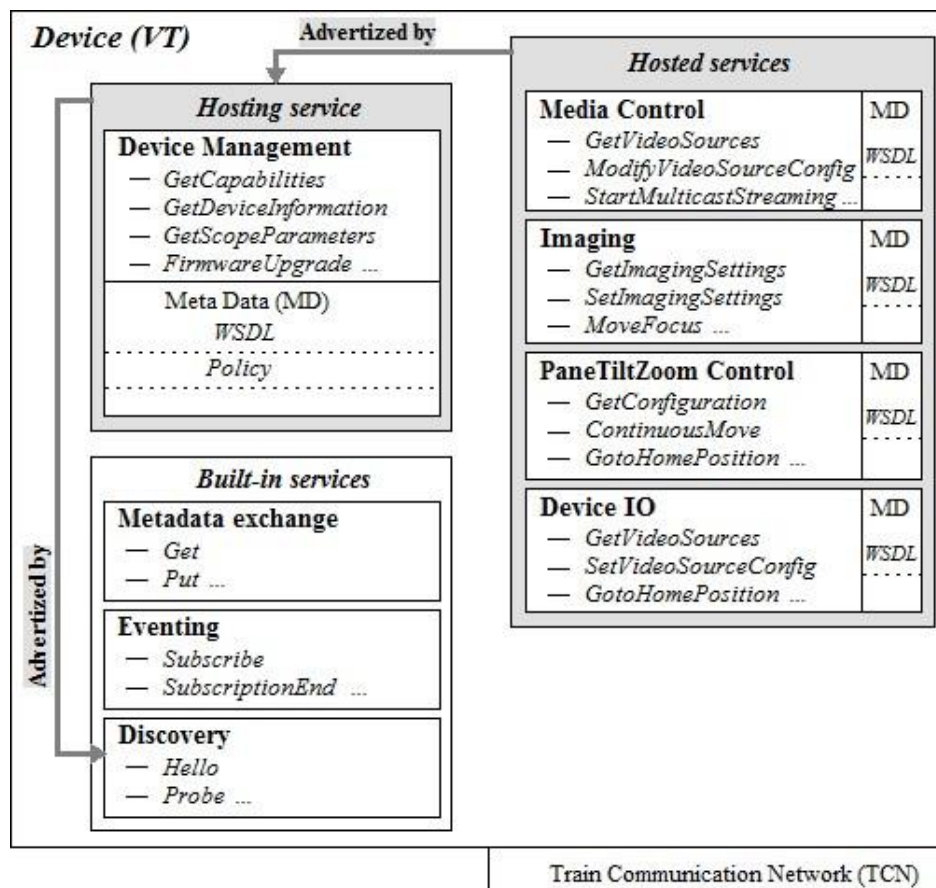 Device (VT)
Advertized by
Hosting service
Device Management
— GetCapabilities
— GetDeviceInformation
— GetScopeParameters
— FirmwareUpgrade ...
Meta Data (MD)
WSDL
Policy
Advertized by
Built-in services
Metadata exchange
— Get
— Put ...
Eventing
— Subscribe
— SubscriptionEnd ...
Discovery
— Hello
— Probe ...
Hosted services
Media Control
— GetVideoSources
— ModifyVideoSourceConfig
— StartMulticastStreaming ...
MD
WSDL
Imaging
— GetImagingSettings
— SetImagingSettings
— MoveFocus ...
MD
WSDL
PaneTiltZoom Control
— GetConfiguration
— ContinuousMove
— GotoHomePosition ...
MD
WSDL
Device IO
— GetVideoSources
— SetVideoSourceConfig
— GotoHomePosition ...
MD
WSDL
Train Communication Network (TCN)